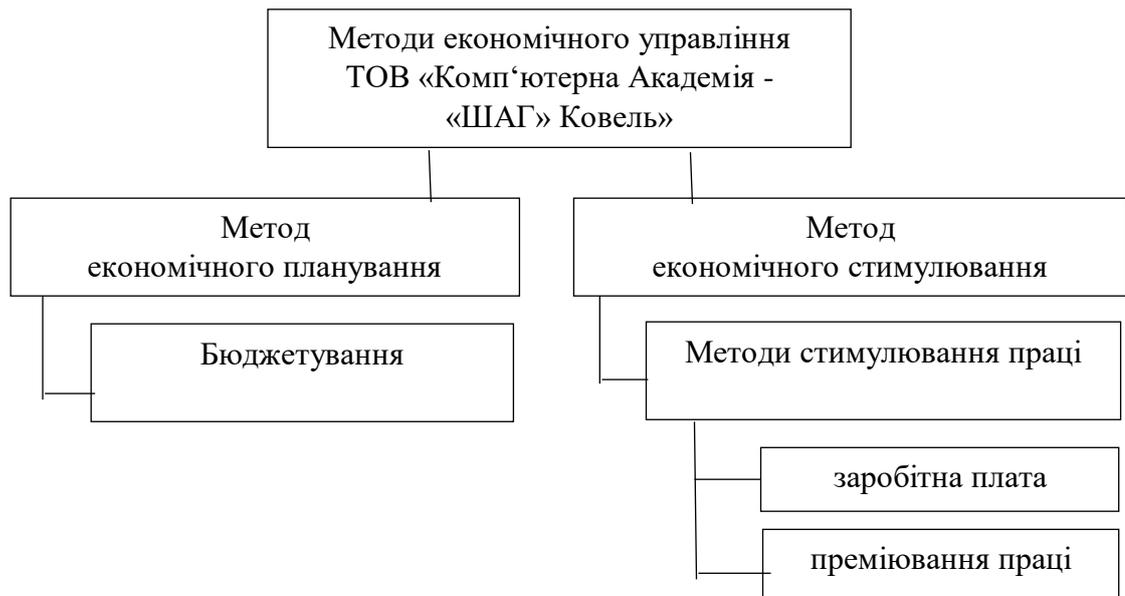 Методи економічного управління
ТОВ «Комп‘ютерна Академія -
«ШАГ» Ковель»
Метод
економічного планування
Метод
економічного стимулювання
Бюджетування
Методи стимулювання праці
заробітна плата
преміювання праці